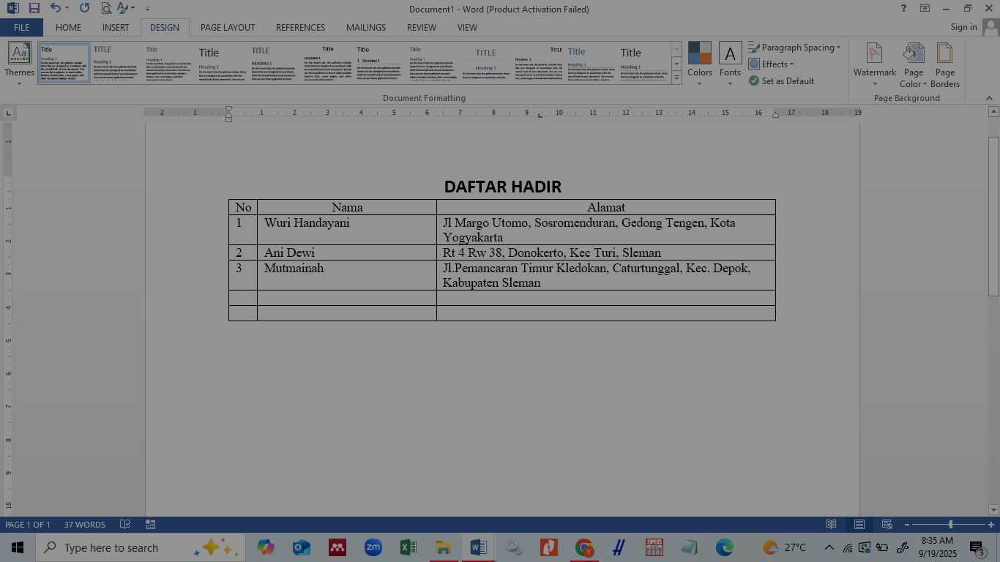 Document1 - Word (Product Activation Failed)
FILE HOME INSERT DESIGN PAGE LAYOUT REFERENCES MAILINGS REVIEW VIEW Sign in
Themes
Colors
Fonts
Paragraph Spacing
Effects
Set as Default
Watermark
Page Color
Page Borders
Document Formatting
Page Background
DAFTAR HADIR
No Nama Alamat
1 Wuri Handayani Jl Margo Utomo, Sosromenduran, Gedong Tengen, Kota
Yogyakarta
2 Ani Dewi Rt 4 Rw 38, Donokerto, Kec Turi, Sleman
3 Mutmainah Jl.Pemancaran Timur Kledokan, Caturtunggal, Kec. Depok,
Kabupaten Sleman
PAGE 1 OF 1 37 WORDS
Type here to search
27°C
8:35 AM
9/19/2025